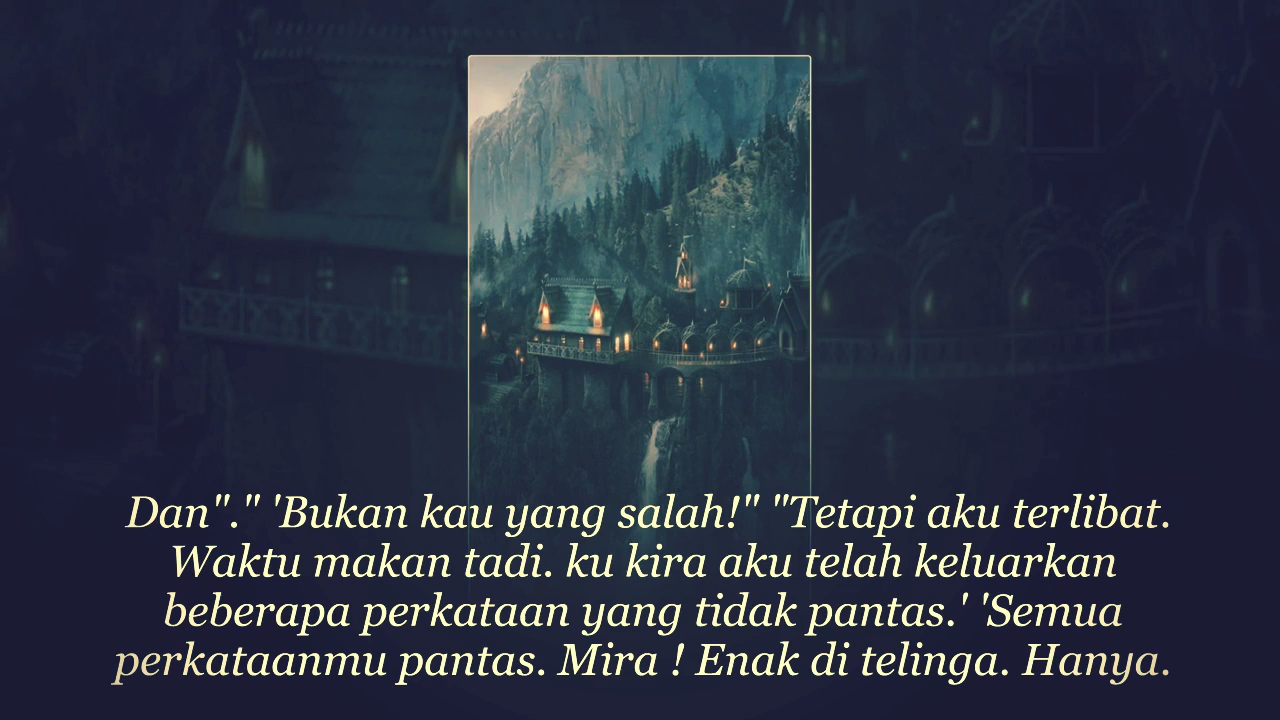 Dan"." 'Bukan kau yang salah!" "Tetapi aku terlibat.
Waktu makan tadi. ku kira aku telah keluarkan
beberapa perkataan yang tidak pantas.' 'Semua
perkataanmu pantas. Mira ! Enak di telinga. Hanya.